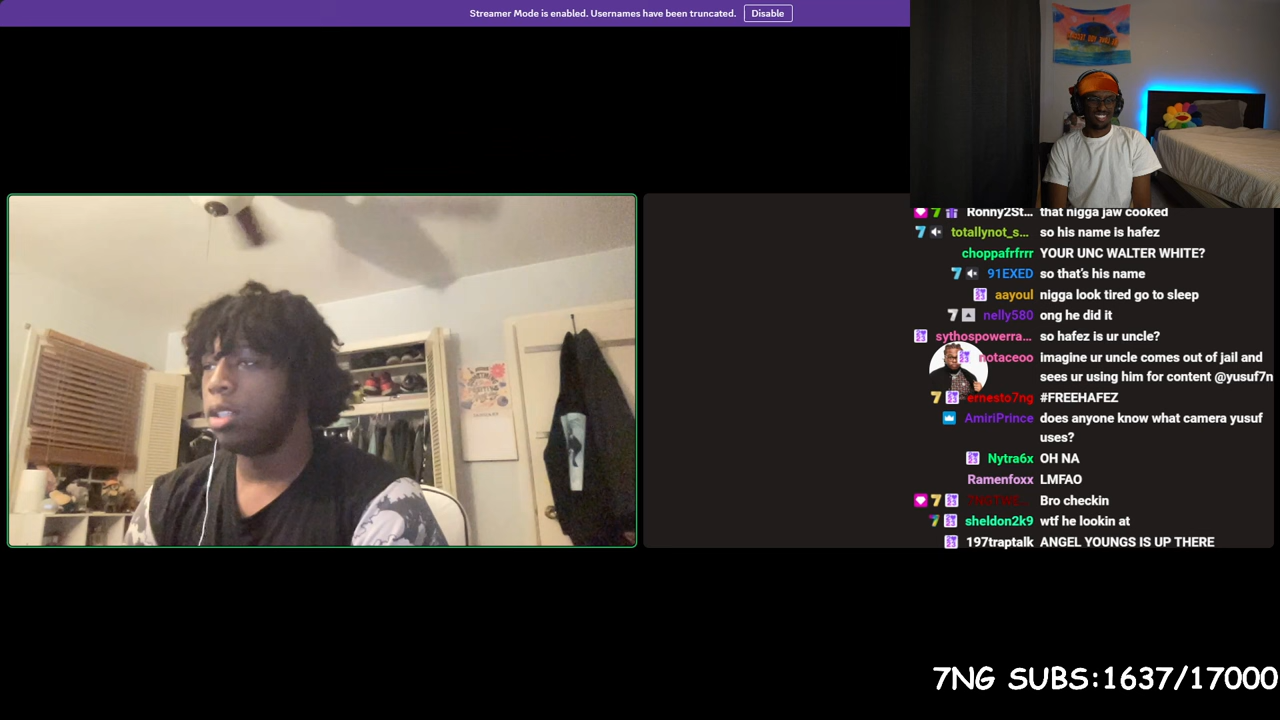 Streamer Mode is enabled. Usernames have been truncated. Disable
Ronny2St... that nigga jaw cooked
totallynot_s... so his name is hafez
choppafrfrrr YOUR UNC WALTER WHITE?
91EXED so that's his name
aayoul nigga look tired go to sleep
nelly580 ong he did it
sythospowerra... so hafez is ur uncle?
notaceoo imagine ur uncle comes out of jail and
sees ur using him for content @yusuf7n
ernesto7ng #FREEHAFEZ
AmiriPrince does anyone know what camera yusuf
uses?
Nytra6x OH NA
Ramenfoxx LMFAO
Bro checkin
sheldon2k9 wtf he lookin at
197traptalk ANGEL YOUNGS IS UP THERE
7NG SUBS:1637/17000